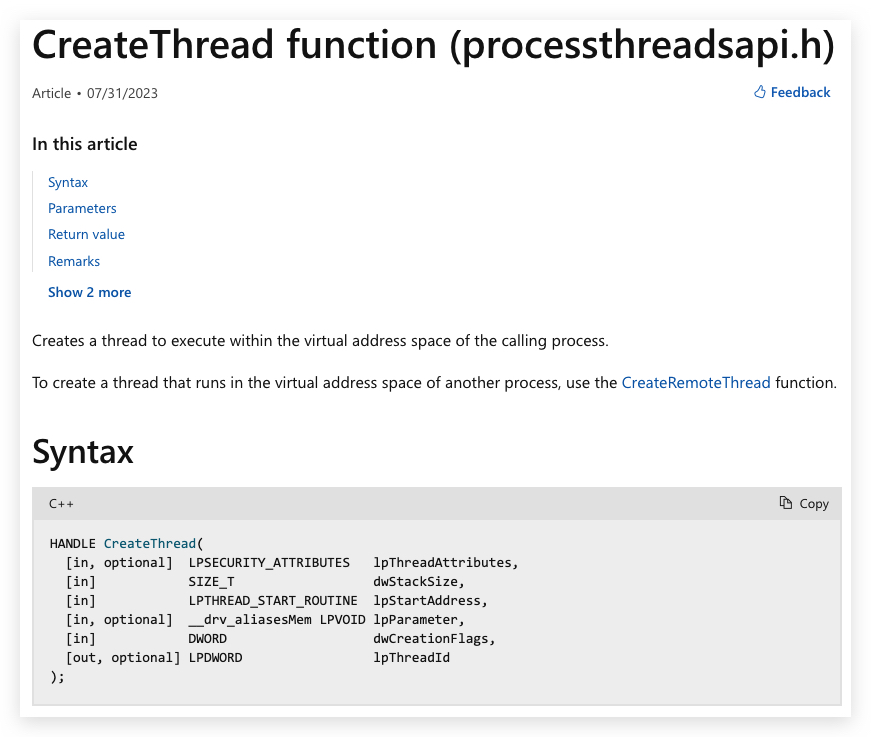 CreateThread function (processthreadsapi.h)
Article • 07/31/2023
Feedback
In this article
Syntax
Parameters
Return value
Remarks
Show 2 more
Creates a thread to execute within the virtual address space of the calling process.
To create a thread that runs in the virtual address space of another process, use the CreateRemoteThread function.
Syntax
C++
Copy
HANDLE CreateThread(
  [in, optional]  LPSECURITY_ATTRIBUTES   lpThreadAttributes,
  [in]            SIZE_T                  dwStackSize,
  [in]            LPTHREAD_START_ROUTINE  lpStartAddress,
  [in, optional]  __drv_aliasesMem LPVOID lpParameter,
  [in]            DWORD                   dwCreationFlags,
  [out, optional] LPDWORD                 lpThreadId
);